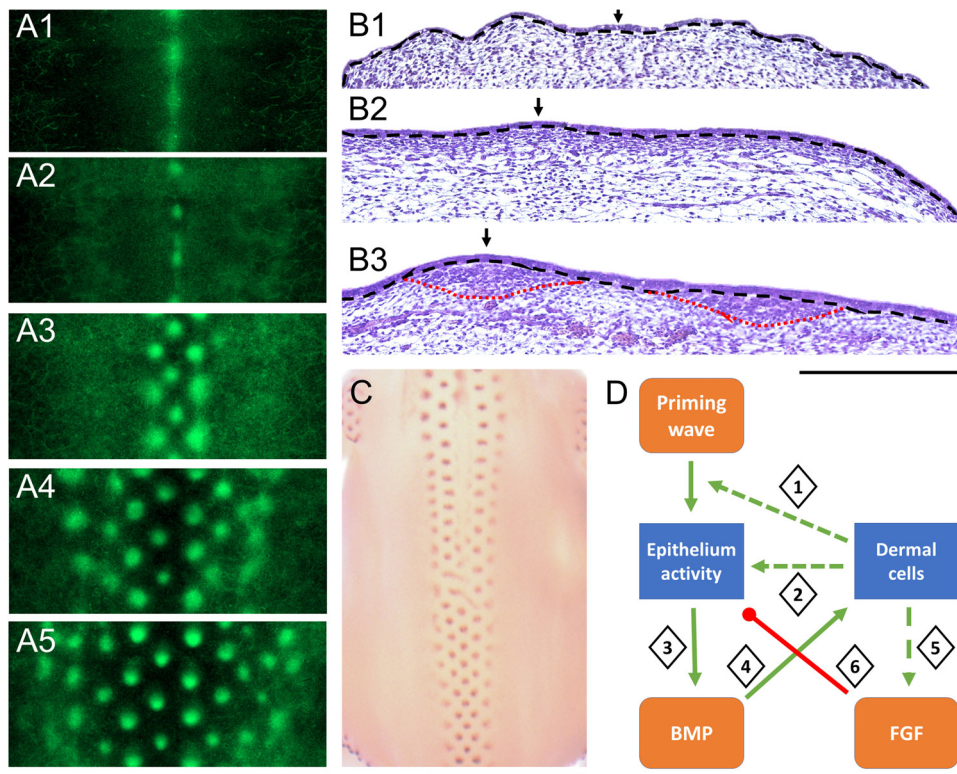 A1
A2
A3
A4
A5
B1
B2
B3
C
D
Priming
wave
1
Epithelium
activity
Dermal
cells
2
3
4
6
5
BMP
FGF